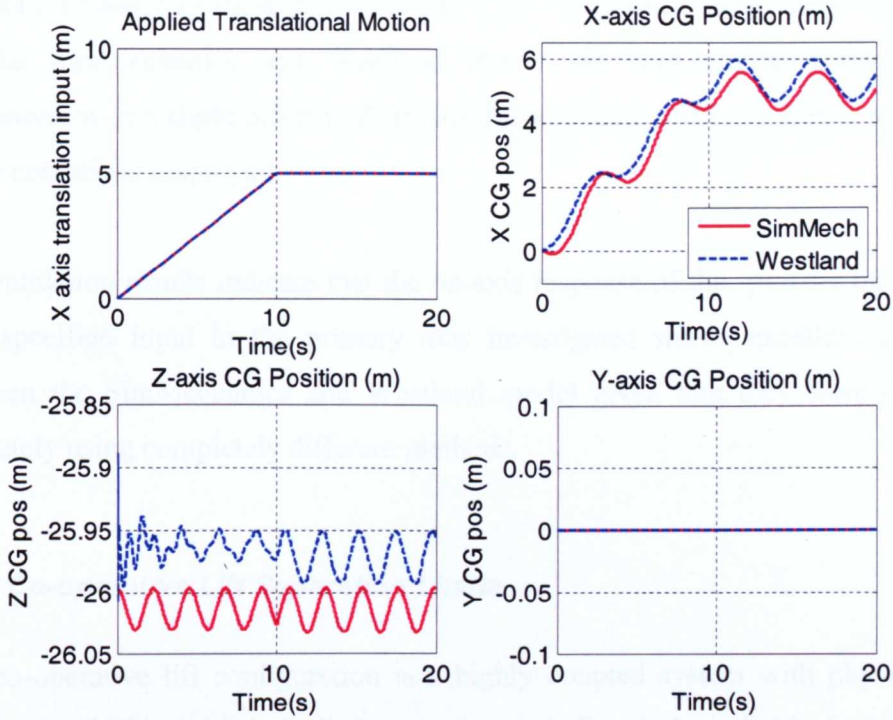 Applied Translational Motion
X axis translation input (m)
10
5
0
0
10
20
Time(s)
X-axis CG Position (m)
X CG pos (m)
6
4
2
0
0
10
20
SimMech
Westland
Time(s)
Z-axis CG Position (m)
Z CG pos (m)
-25.85
-25.9
-25.95
-26
-26.05
0
10
20
Time(s)
Y-axis CG Position (m)
Y CG pos (m)
0.1
0.05
0
-0.05
-0.1
0
10
20
Time(s)